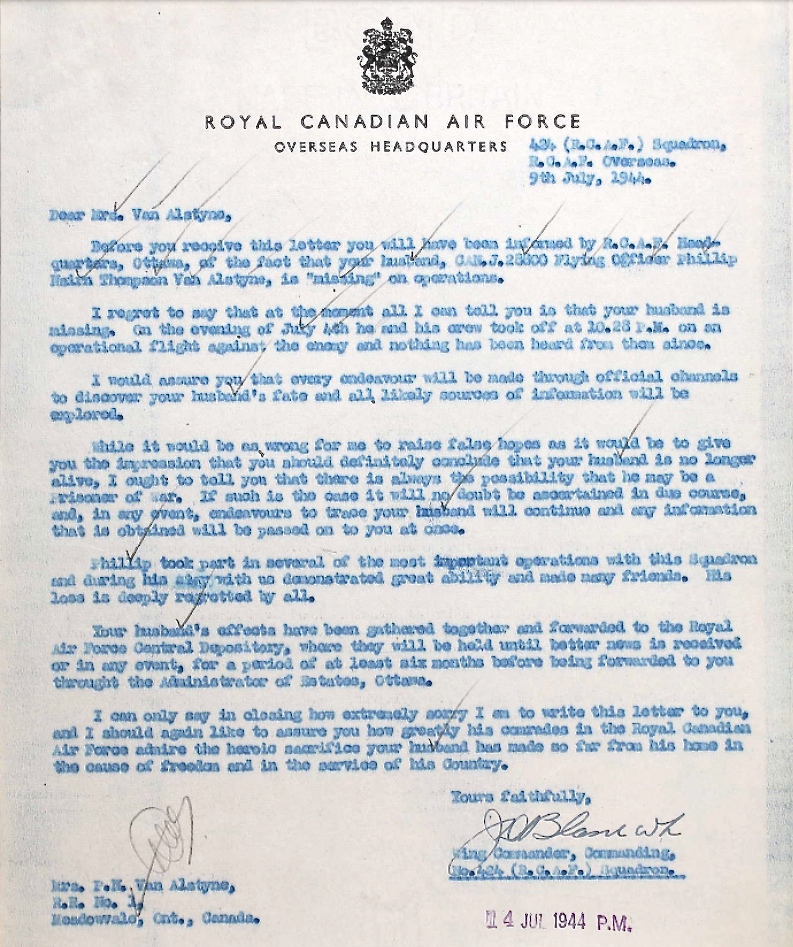 ROYAL CANADIAN AIR FORCE
OVERSEAS HEADQUARTERS
424 (R.C.A.F.) Squadron,
R.C.A.F. Overseas.
9th July, 1944.
Dear Mrs. Van Alstyne,
Before you receive this letter you will have been informed by R.C.A.F. Head-
quarters, Ottawa, of the fact that your husband, CAN.J.28800 Flying Officer Phillip
Thompson Van Alstyne, is "missing" on operations.
I regret to say that at the moment all I can tell you is that your husband is
missing. On the evening of July 4th he and his crew took off at 10.28 P.M. on an
operational flight against the enemy and nothing has been heard from them since.
I would assure you that every endeavour will be made through official channels
to discover your husband's fate and all likely sources of information will be
explored.
While it would be as wrong for me to raise false hopes as it would be to give
you the impression that you should definitely conclude that your husband is no longer
alive, I ought to tell you that there is always the possibility that he may be a
Prisoner of War. If such is the case it will no doubt be ascertained in due course,
and, in any event, endeavours to trace your husband will continue and any information
that is obtained will be passed on to you at once.
Phillip took part in several of the most important operations with this Squadron
and during his stay with us demonstrated great ability and made many friends. His
loss is deeply regretted by all.
Your husband's effects have been gathered together and forwarded to the Royal
Air Force Central Depository, where they will be held until better news is received
or in any event, for a period of at least six months before being forwarded to you
throught the Administrator of Estates, Ottawa.
I can only say in closing how extremely sorry I am to write this letter to you,
and I should again like to assure you how greatly his comrades in the Royal Canadian
Air Force admire the heroic sacrifice your husband has made so far from his home in
the cause of freedom and in the service of his Country.
Yours faithfully,
Wing Commander, Commanding,
No.424 (R.C.A.F.) Squadron.
Mrs. P.N. Van Alstyne,
R.R. No. 1,
Meadowvale, Ont., Canada.
14 JUL 1944 P.M.